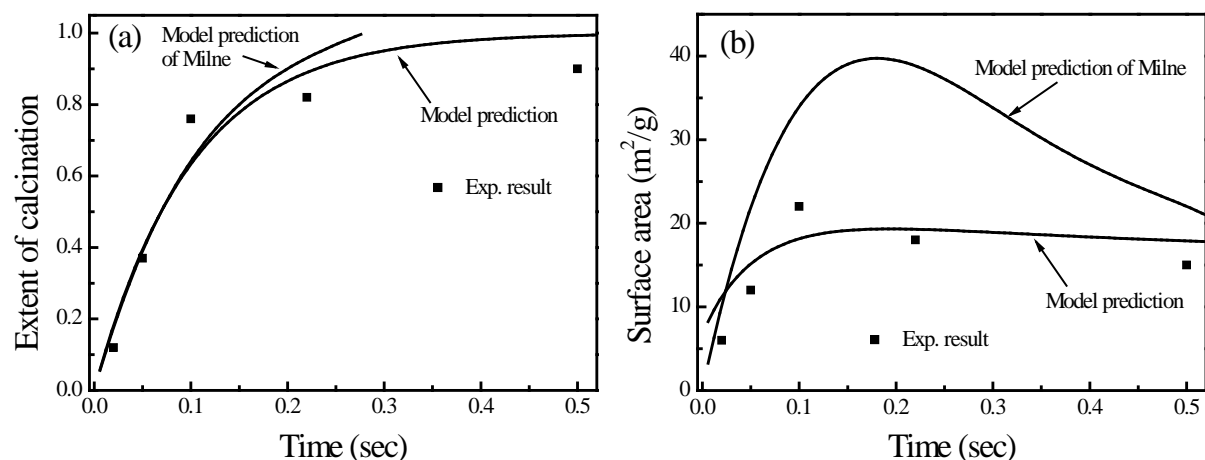 (a)
Model prediction
of Milne
Model prediction
Exp. result
Extent of calcination
1.0
0.8
0.6
0.4
0.2
0.0
0.0
0.1
0.2
0.3
0.4
0.5
Time (sec)
(b)
Model prediction of Milne
Model prediction
Exp. result
Surface area (m²/g)
40
30
20
10
0
0.0
0.1
0.2
0.3
0.4
0.5
Time (sec)